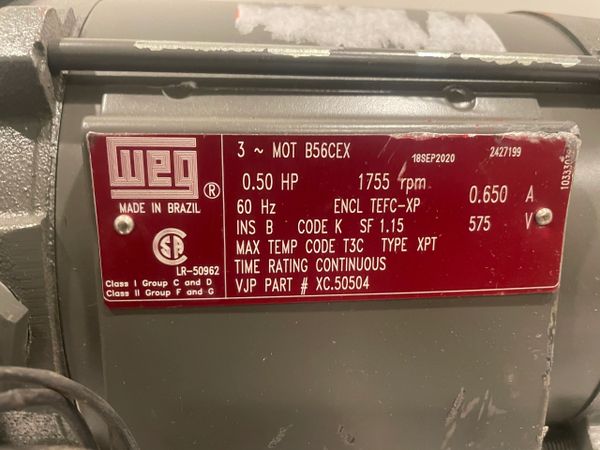 weg ®
MADE IN BRAZIL
SP ®
LR-50962
Class I Group C and D
Class II Group F and G
3 ~ MOT B56CEX 18SEP2020 2427199
0.50 HP 1755 rpm 0.650 A
60 Hz ENCL TEFC-XP
INS B CODE K SF 1.15 575 V
MAX TEMP CODE T3C TYPE XPT
TIME RATING CONTINUOUS
VJP PART # XC.50504